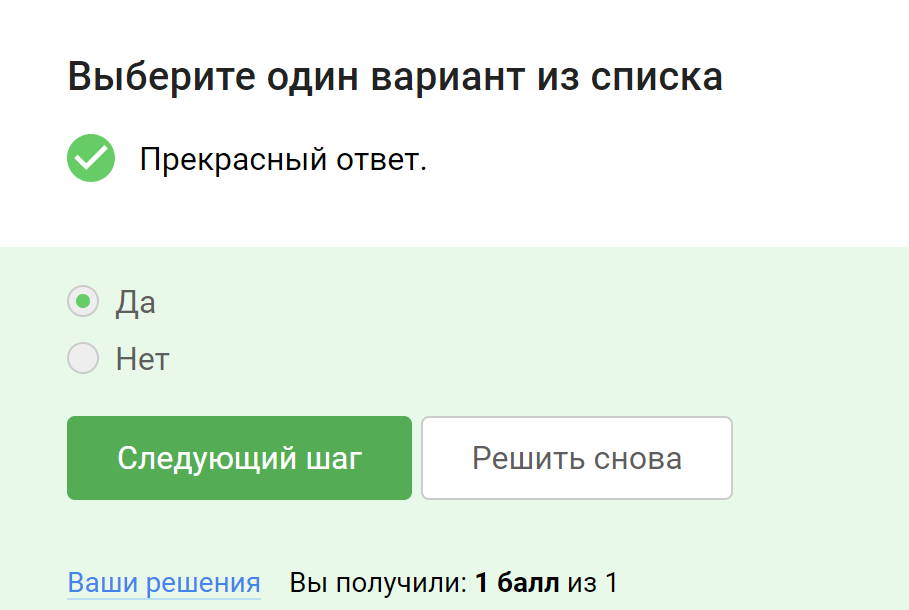 Выберите один вариант из списка
Прекрасный ответ.
Да
Нет
Следующий шаг
Решить снова
Ваши решения Вы получили: 1 балл из 1